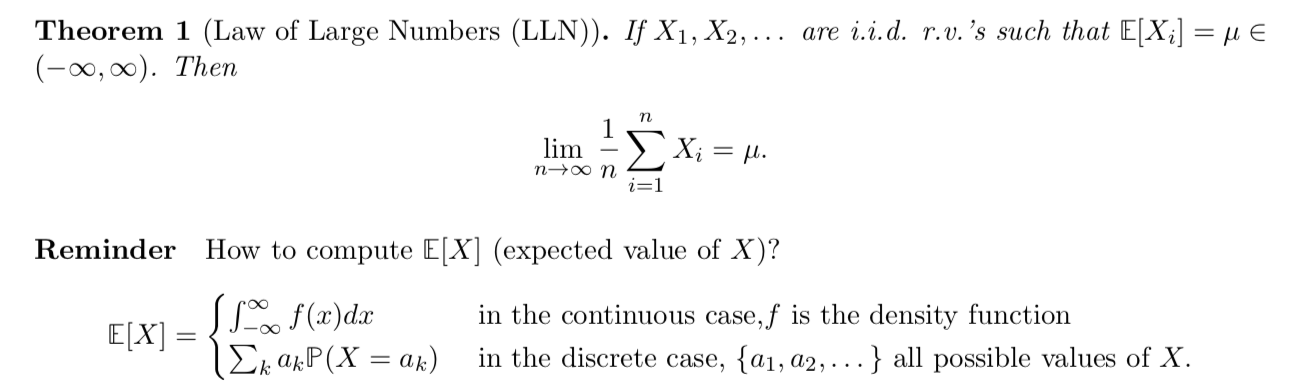 Theorem 1 (Law of Large Numbers (LLN)). If X₁, X₂, ... are i.i.d. r.v.'s such that 𝔼[Xᵢ] = μ ∈
(−∞, ∞). Then
lim_{n→∞} 1/n ∑_{i=1}^{n} Xᵢ = μ.
Reminder How to compute 𝔼[X] (expected value of X)?
𝔼[X] = { ∫_{−∞}^{∞} f(x)dx in the continuous case,f is the density function
∑ₖ aₖℙ(X = aₖ) in the discrete case, {a₁, a₂, ...} all possible values of X.